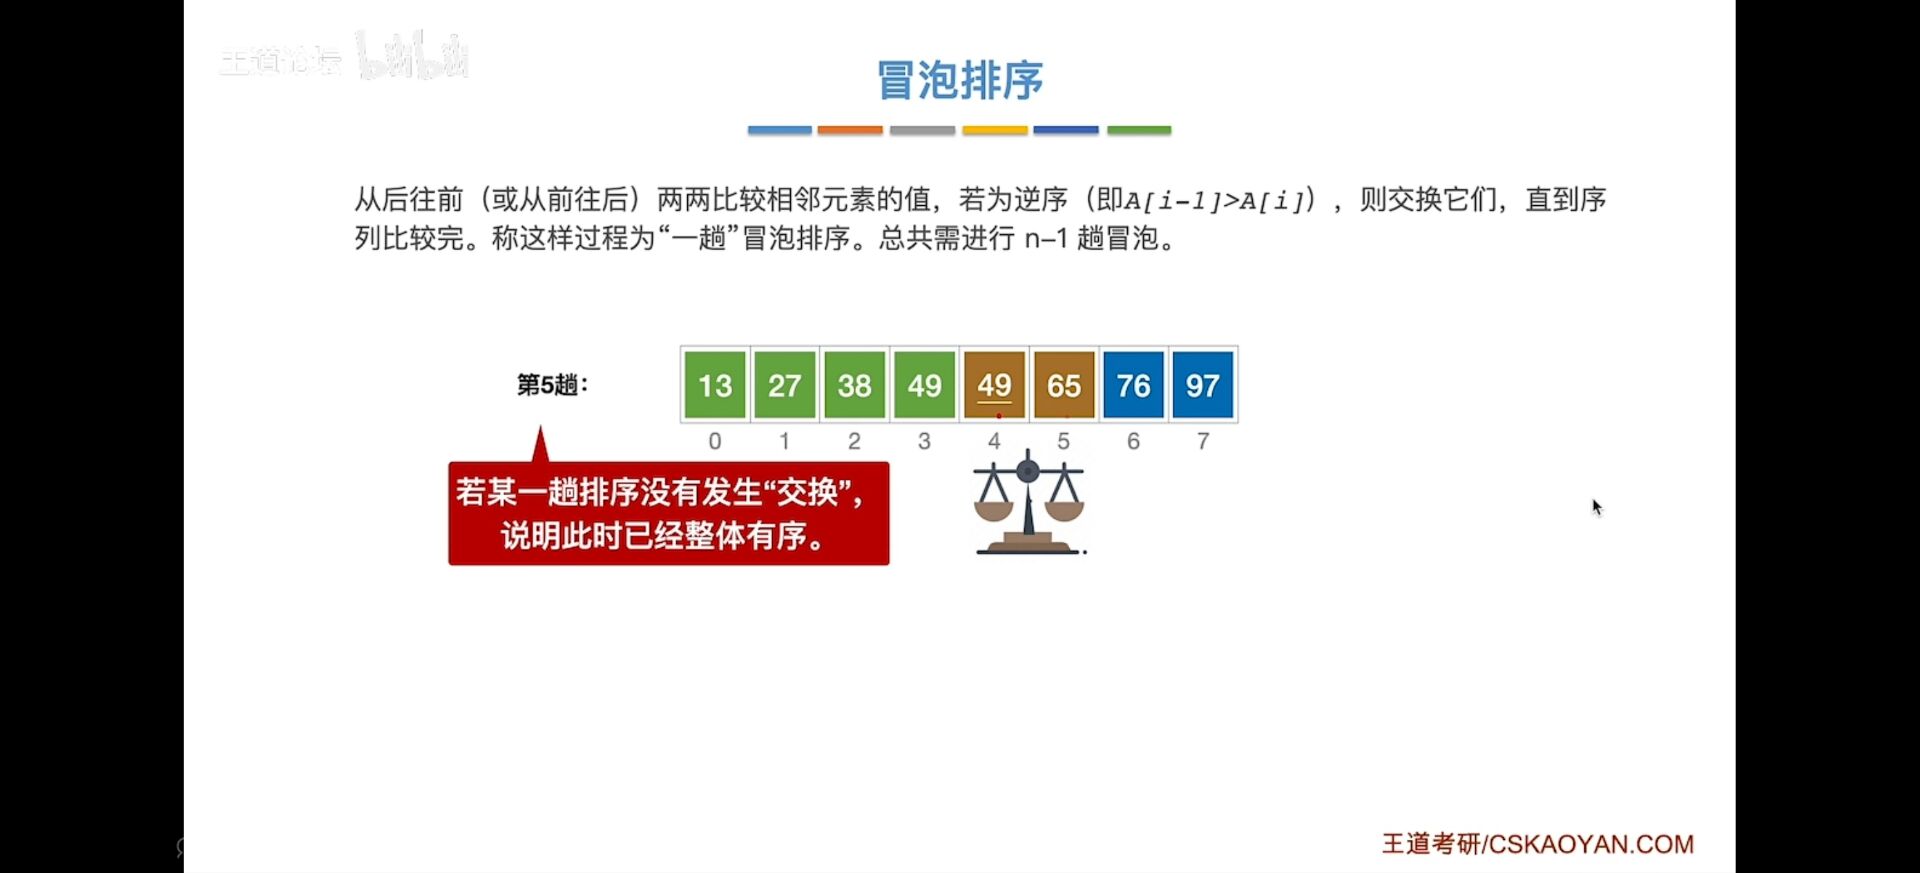 王道论坛 bilibili
冒泡排序
从后往前（或从前往后）两两比较相邻元素的值，若为逆序（即A[i-1]>A[i]），则交换它们，直到序
列比较完。称这样过程为“一趟”冒泡排序。总共需进行 n-1 趟冒泡。
第5趟：
13 27 38 49 49 65 76 97
0 1 2 3 4 5 6 7
若某一趟排序没有发生“交换”，
说明此时已经整体有序。
王道考研/CSKAOYAN.COM